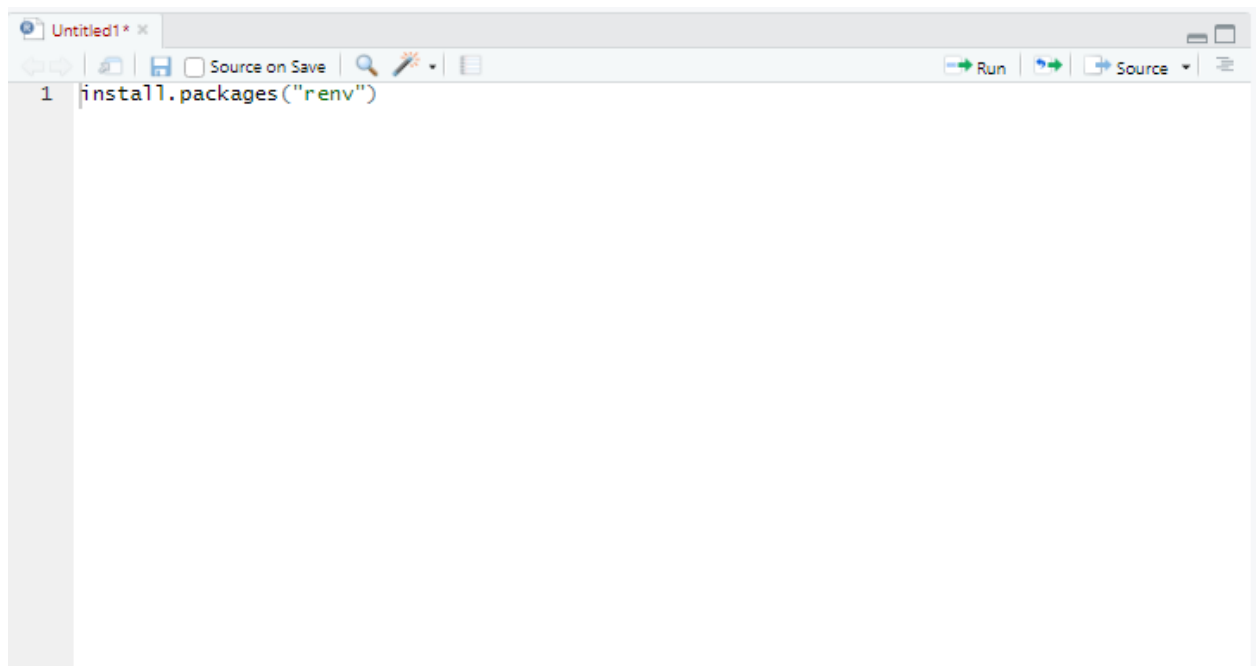 Untitled1*
Source on Save
Run
Source
1 install.packages("renv")